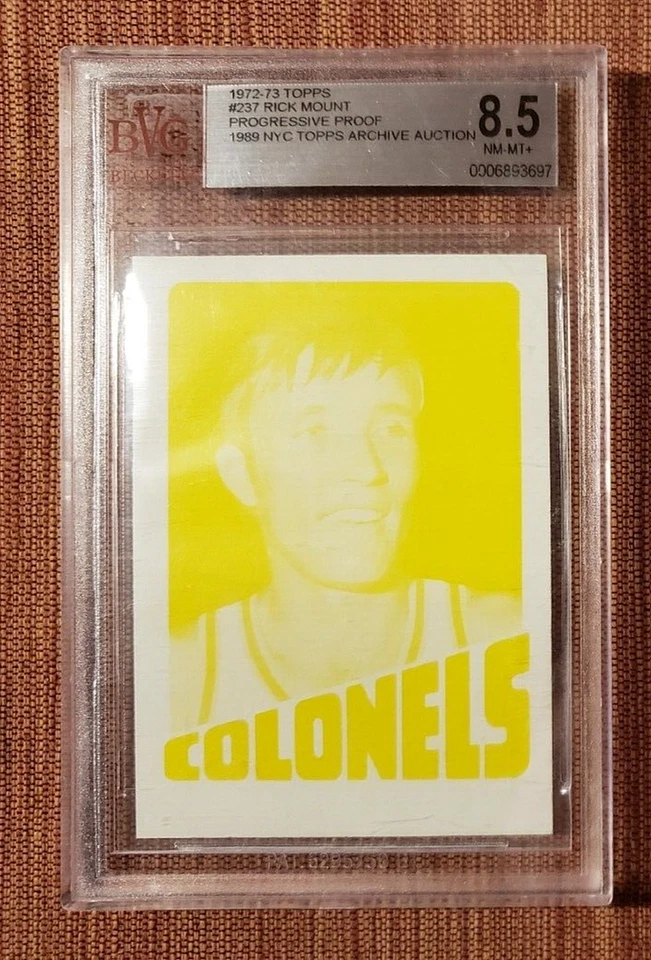 BVG
BECKETT
1972-73 TOPPS
#237 RICK MOUNT
PROGRESSIVE PROOF
1989 NYC TOPPS ARCHIVE AUCTION
8.5
NM-MT+
0006893697
COLONELS